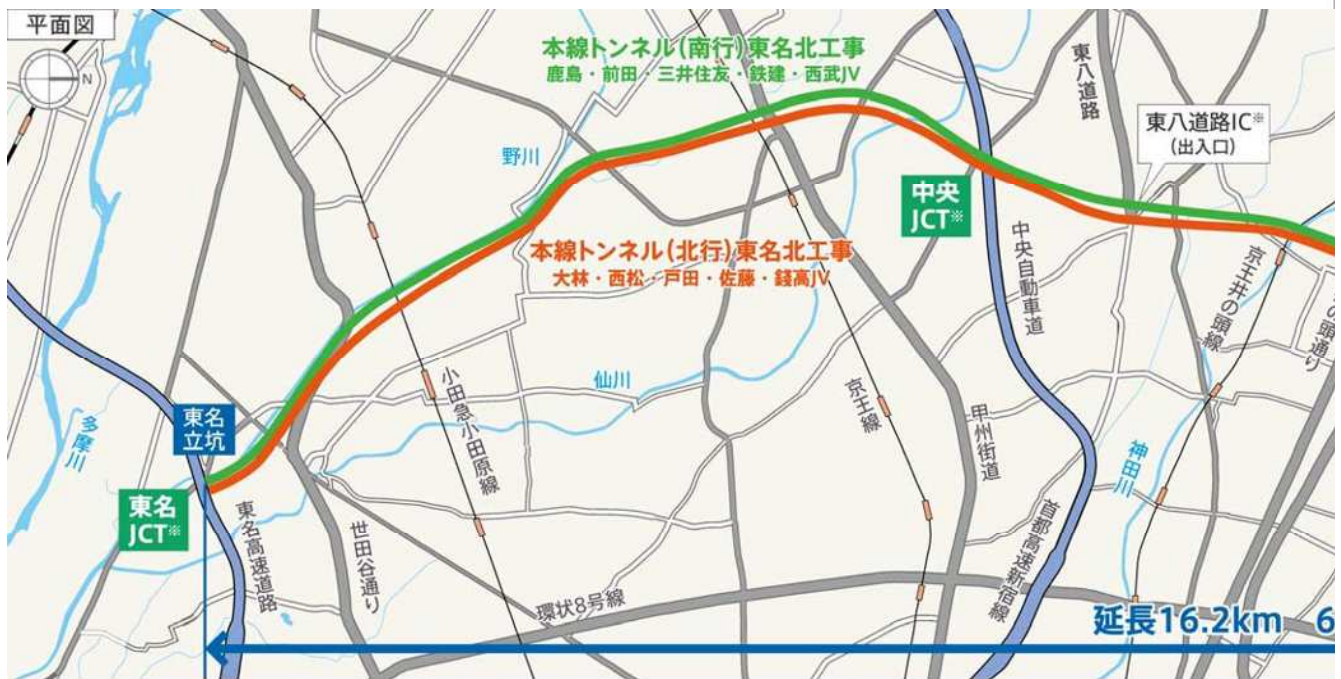 平面図
N
本線トンネル(南行)東名北工事
鹿島・前田・三井住友・鉄建・西武JV
東八道路
東八道路IC※
(出入口)
野川
中央
JCT※
本線トンネル(北行)東名北工事
大林・西松・戸田・佐藤・錢高JV
中央自動車道
京王井の頭線
の頭通り
小田急小田原線
仙川
京王線
甲州街道
神田川
多摩川
東名
立坑
東名
JCT※
東名高速道路
世田谷通り
環状8号線
首都高速新宿線
延長16.2km 6